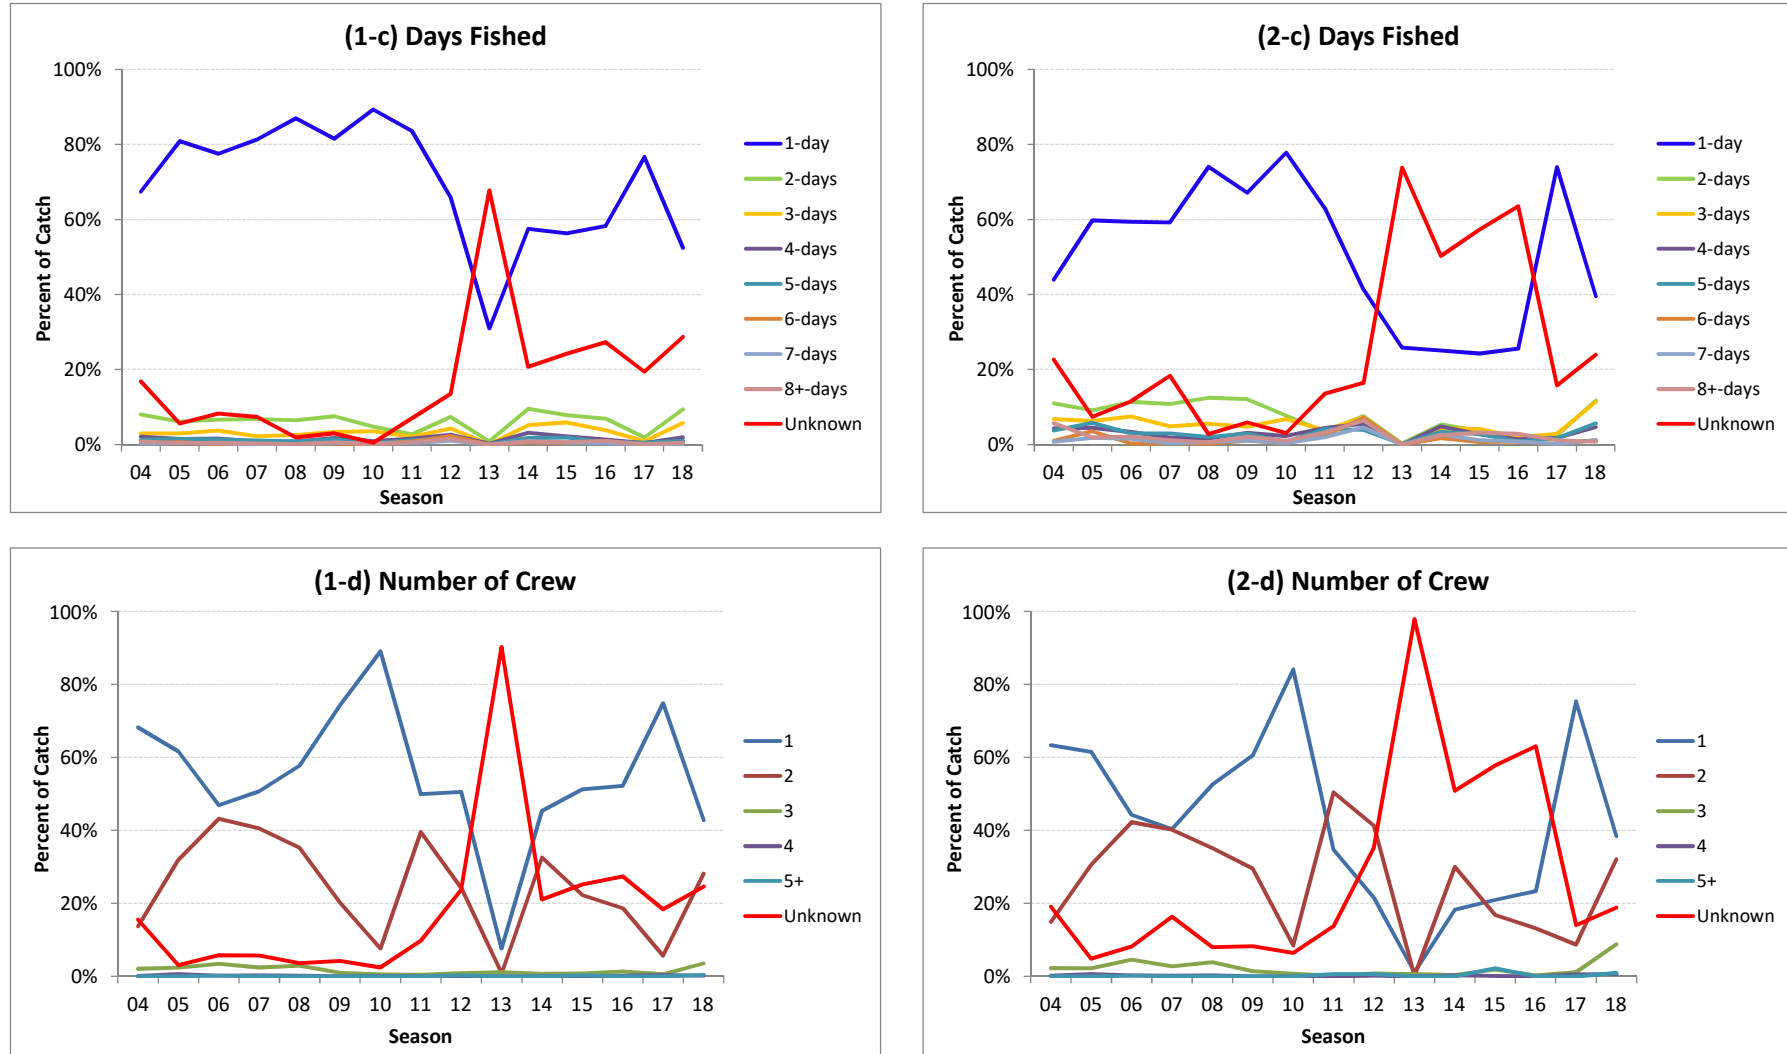 (1-c) Days Fished
100%
80%
60%
40%
20%
0%
Percent of Catch
04 05 06 07 08 09 10 11 12 13 14 15 16 17 18
Season
1-day
2-days
3-days
4-days
5-days
6-days
7-days
8+-days
Unknown
(2-c) Days Fished
100%
80%
60%
40%
20%
0%
Percent of Catch
04 05 06 07 08 09 10 11 12 13 14 15 16 17 18
Season
1-day
2-days
3-days
4-days
5-days
6-days
7-days
8+-days
Unknown
(1-d) Number of Crew
100%
80%
60%
40%
20%
0%
Percent of Catch
04 05 06 07 08 09 10 11 12 13 14 15 16 17 18
Season
1
2
3
4
5+
Unknown
(2-d) Number of Crew
100%
80%
60%
40%
20%
0%
Percent of Catch
04 05 06 07 08 09 10 11 12 13 14 15 16 17 18
Season
1
2
3
4
5+
Unknown